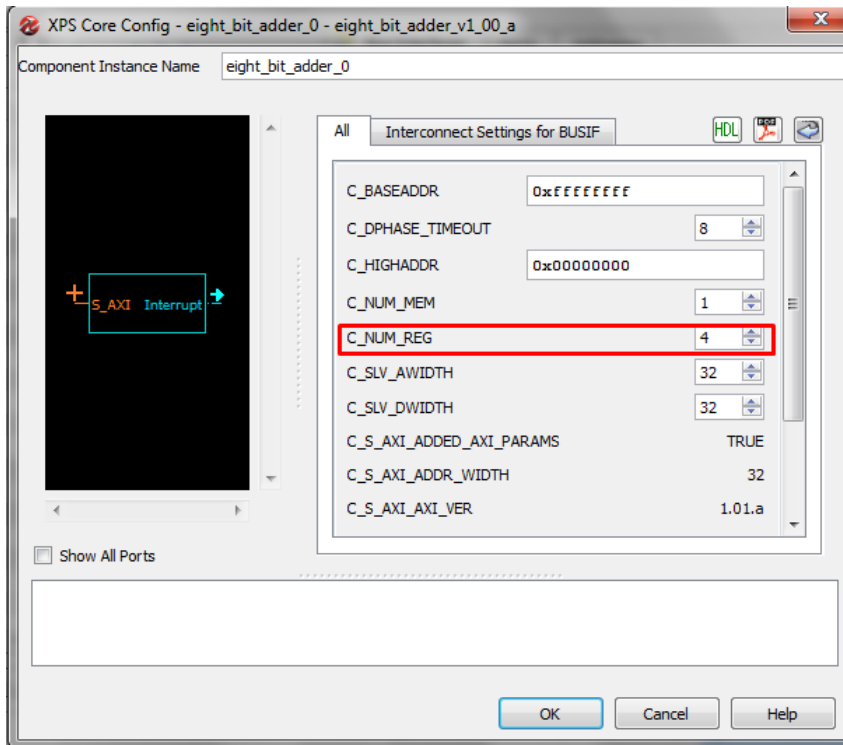 XPS Core Config - eight_bit_adder_0 - eight_bit_adder_v1_00_a
Component Instance Name eight_bit_adder_0
All Interconnect Settings for BUSIF HDL
C_BASEADDR 0xffffffff
C_DPHASE_TIMEOUT 8
C_HIGHADDR 0x00000000
S_AXI Interrupt
C_NUM_MEM 1
C_NUM_REG 4
C_SLV_AWIDTH 32
C_SLV_DWIDTH 32
C_S_AXI_ADDED_AXI_PARAMS TRUE
C_S_AXI_ADDR_WIDTH 32
C_S_AXI_AXI_VER 1.01.a
Show All Ports
OK Cancel Help